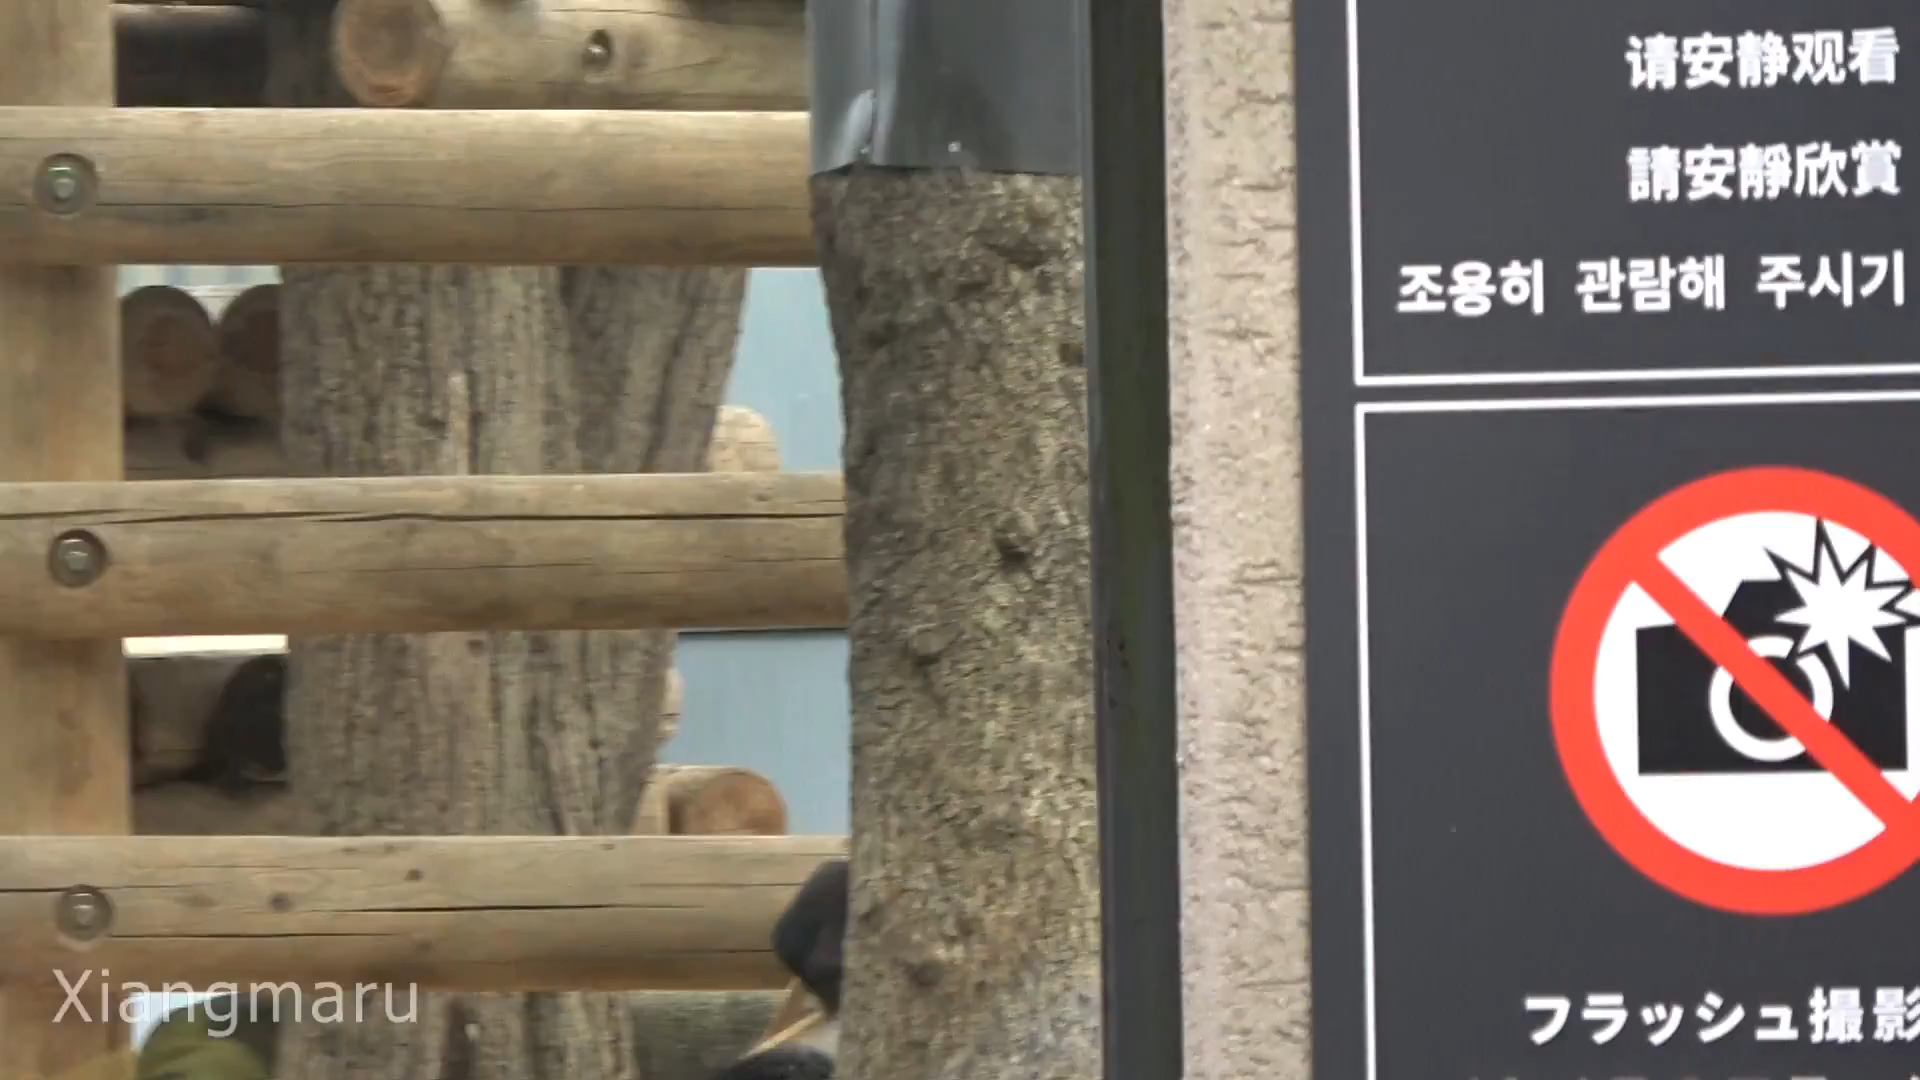 请安静观看
請安靜欣賞
조용히 관람해 주시기
フラッシュ撮影
Xiangmaru